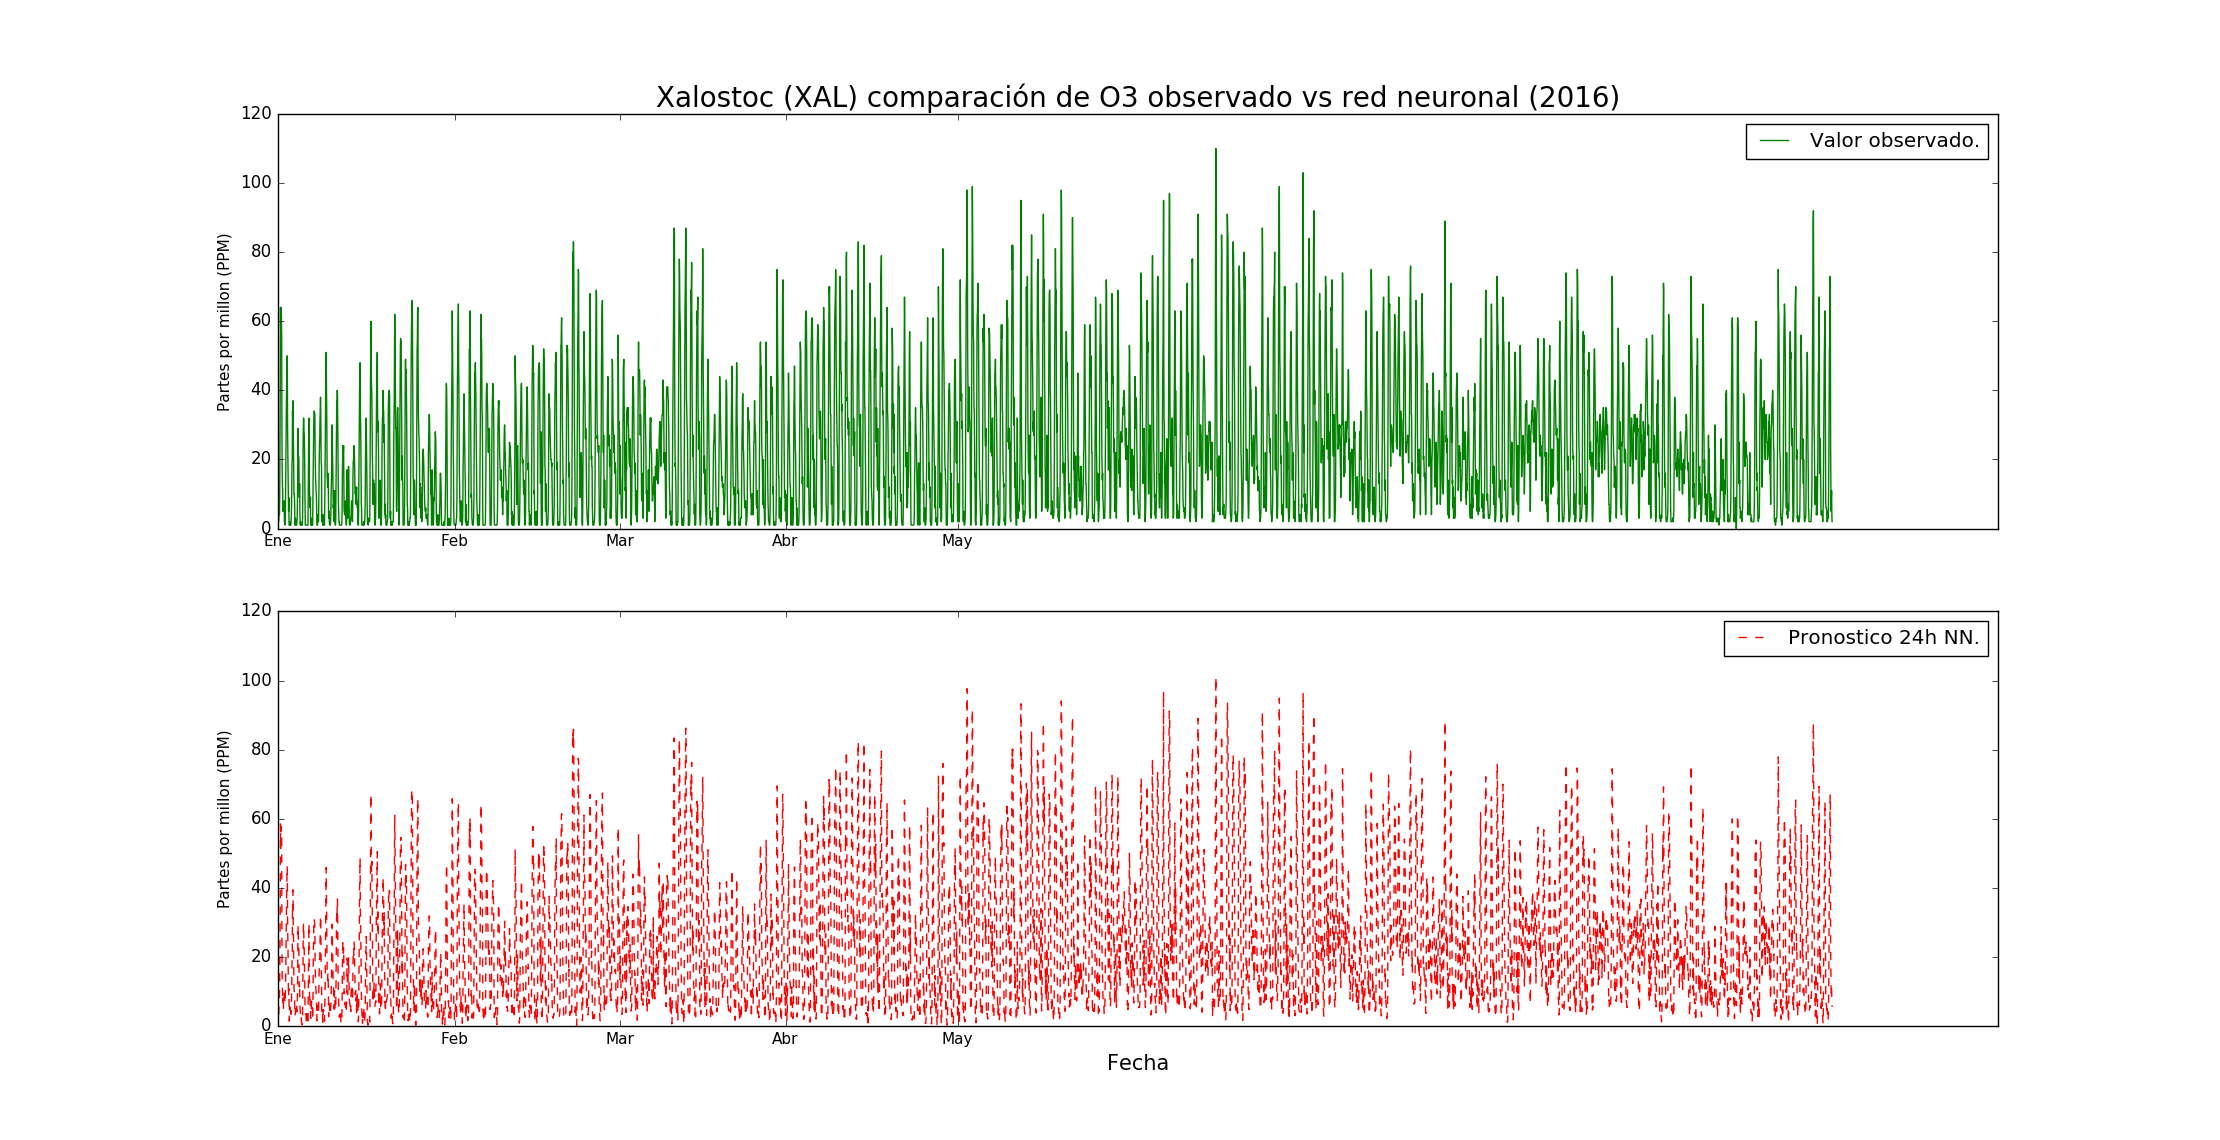 Xalostoc (XAL) comparación de O3 observado vs red neuronal (2016)
120
100
80
60
40
20
0
Partes por millon (PPM)
Valor observado.
Ene Feb Mar Abr May
120
100
80
60
40
20
0
Partes por millon (PPM)
Pronostico 24h NN.
Ene Feb Mar Abr May
Fecha